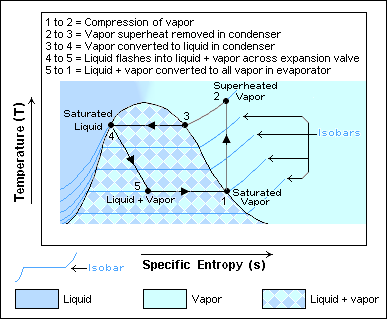 1 to 2 = Compression of vapor
2 to 3 = Vapor superheat removed in condenser
3 to 4 = Vapor converted to liquid in condenser
4 to 5 = Liquid flashes into liquid + vapor across expansion valve
5 to 1 = Liquid + vapor converted to all vapor in evaporator
Temperature (T)
Superheated
2 Vapor
Saturated
Liquid
3
4
Isobars
5
Liquid + Vapor
1
Saturated
Vapor
Isobar
Specific Entropy (s)
Liquid
Vapor
Liquid + vapor